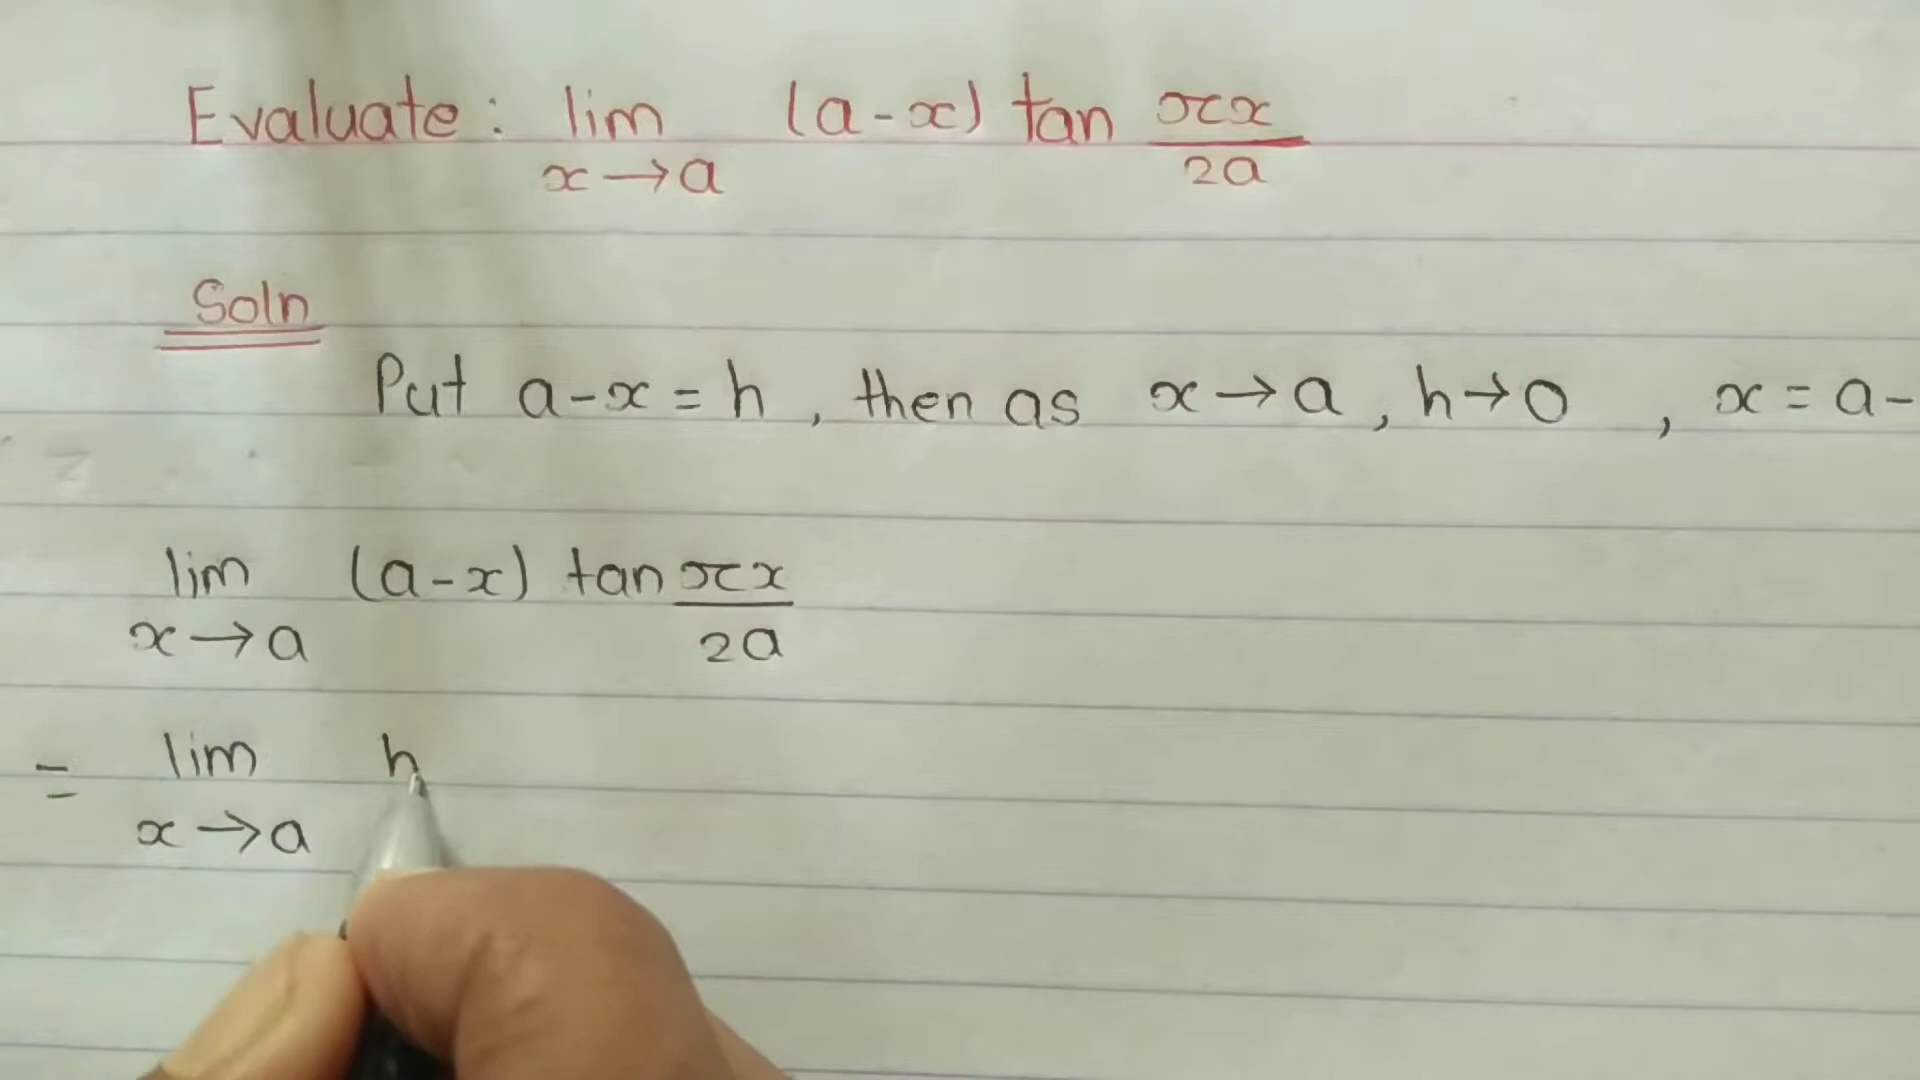 Evaluate: lim (a-x) tan πx
x→a 2a
Soln
Put a-x = h, then as x→a, h→0 , x = a-
lim (a-x) tan πx
x→a 2a
= lim h
x→a